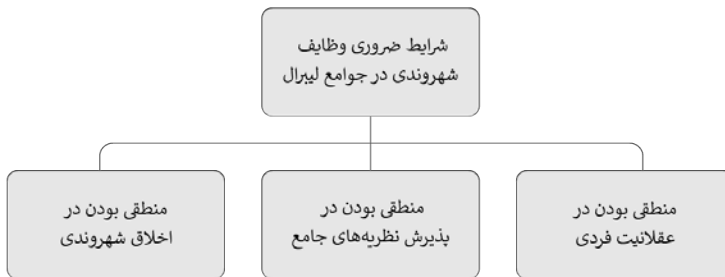 شرایط ضروری وظایف
شهروندی در جوامع لیبرال
منطقی بودن در
عقلانیت فردی
منطقی بودن در
پذیرش نظریه‌های جامع
منطقی بودن در
اخلاق شهروندی